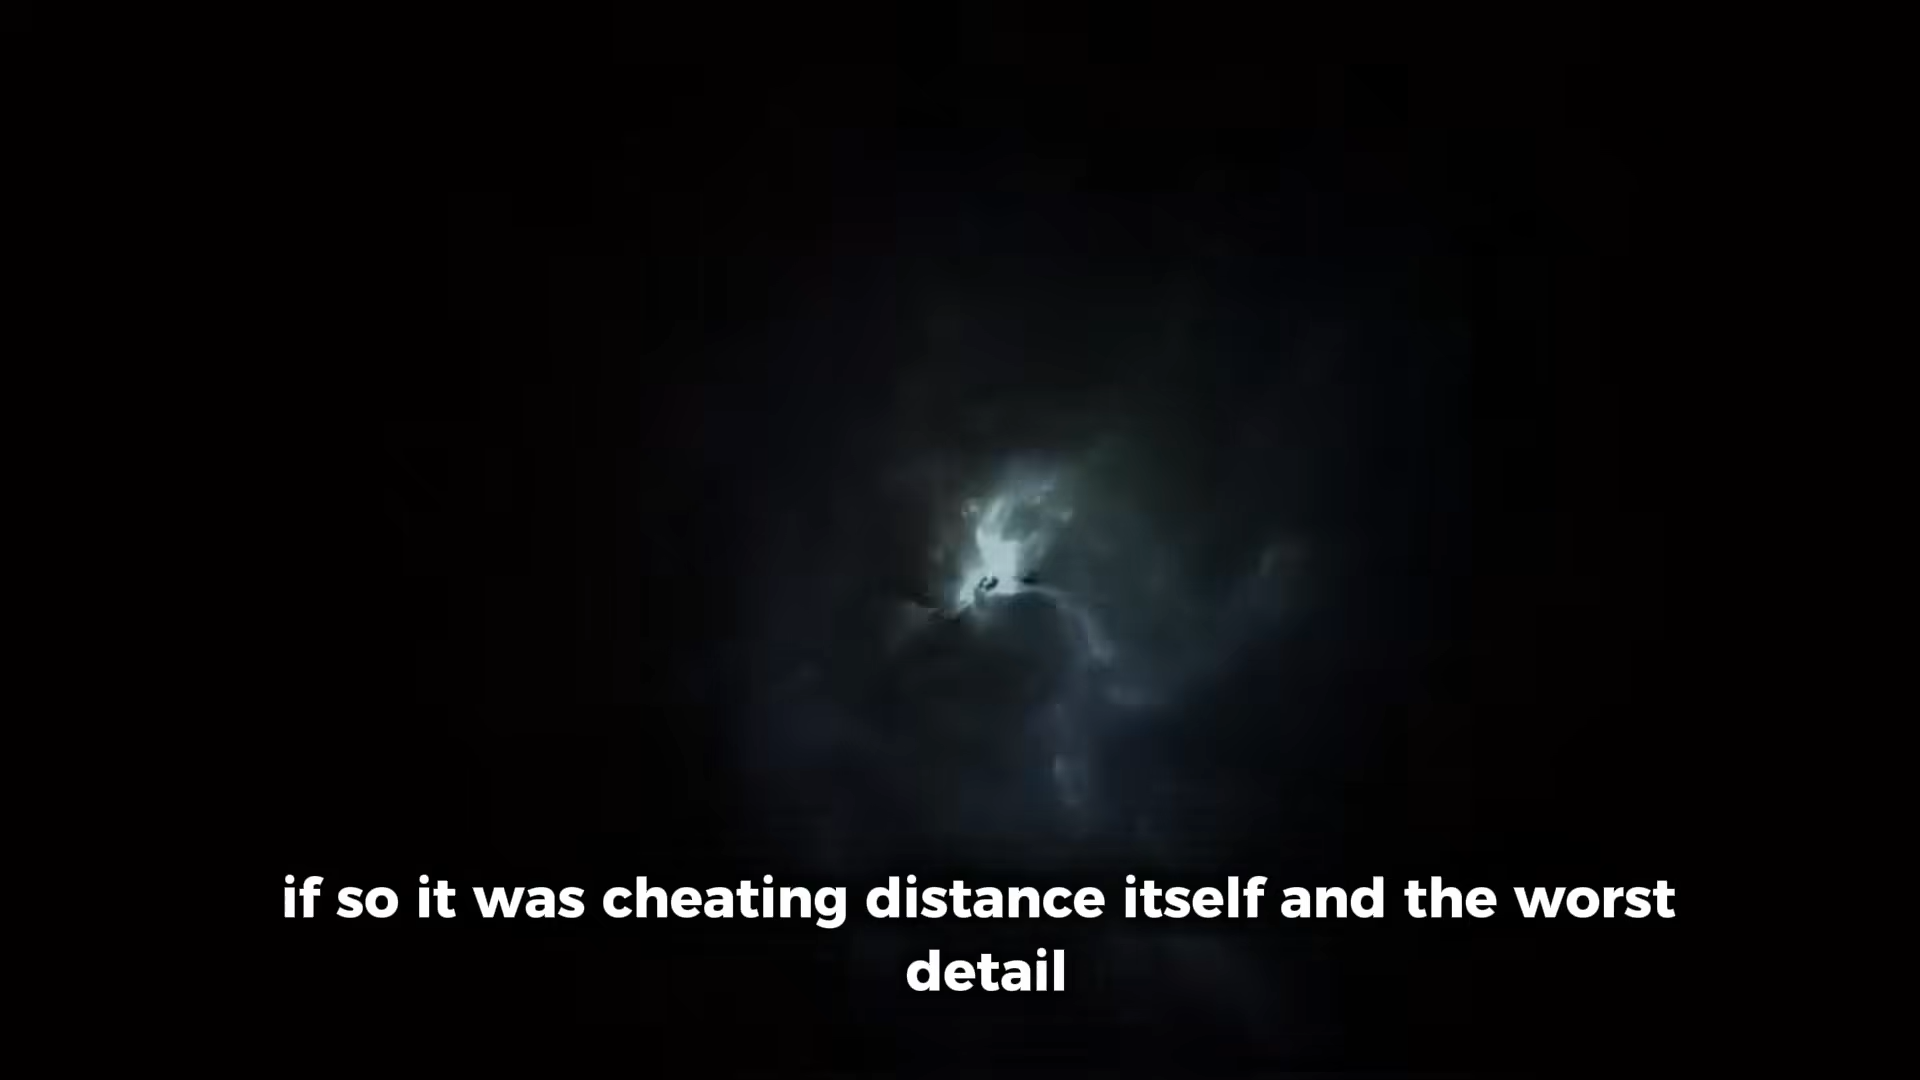 if so it was cheating distance itself and the worst
detail